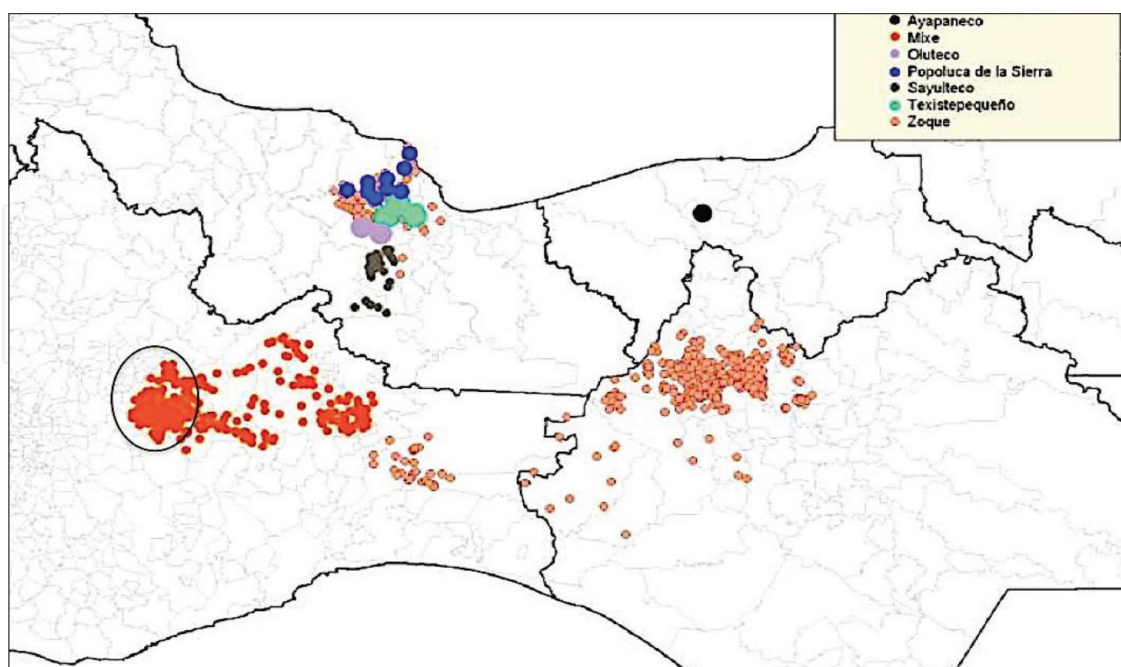 Ayapaneco
Mixe
Oluteco
Popoluca de la Sierra
Sayulteco
Texistepequeño
Zoque